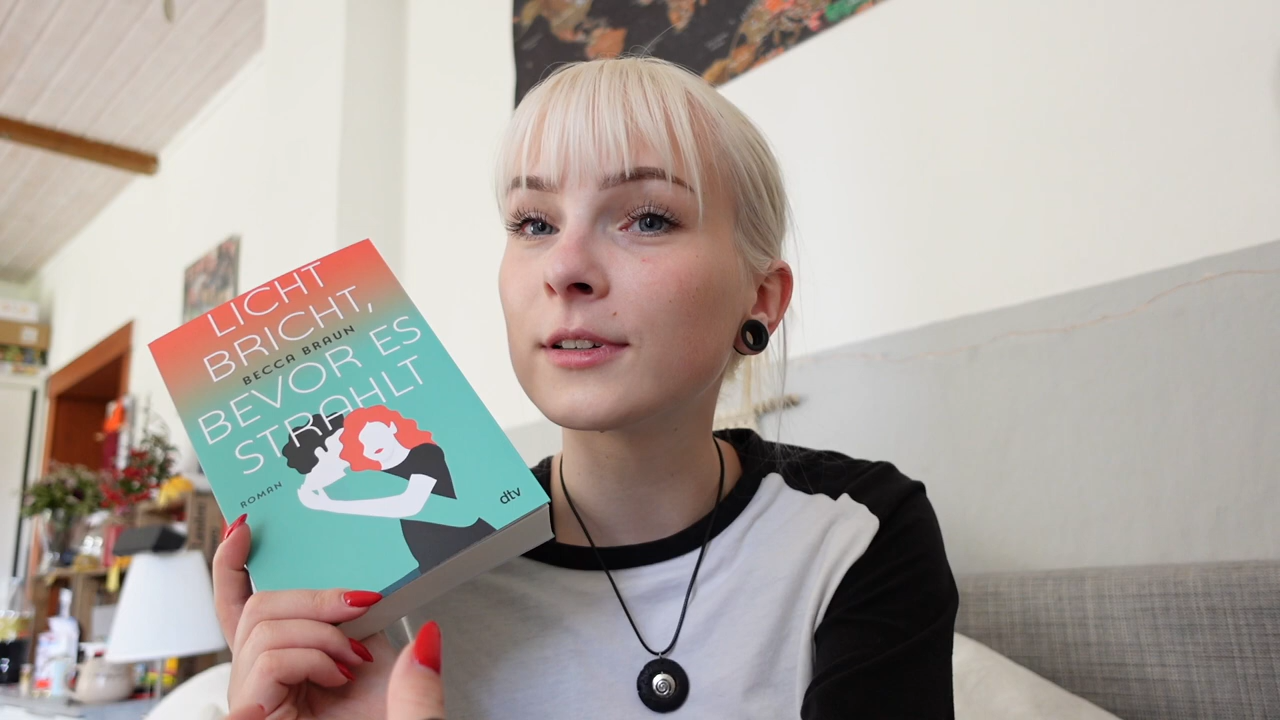 LICHT
BRICHT,
BECCA BRAUN
BEVOR ES
STRAHLT
ROMAN
dtv